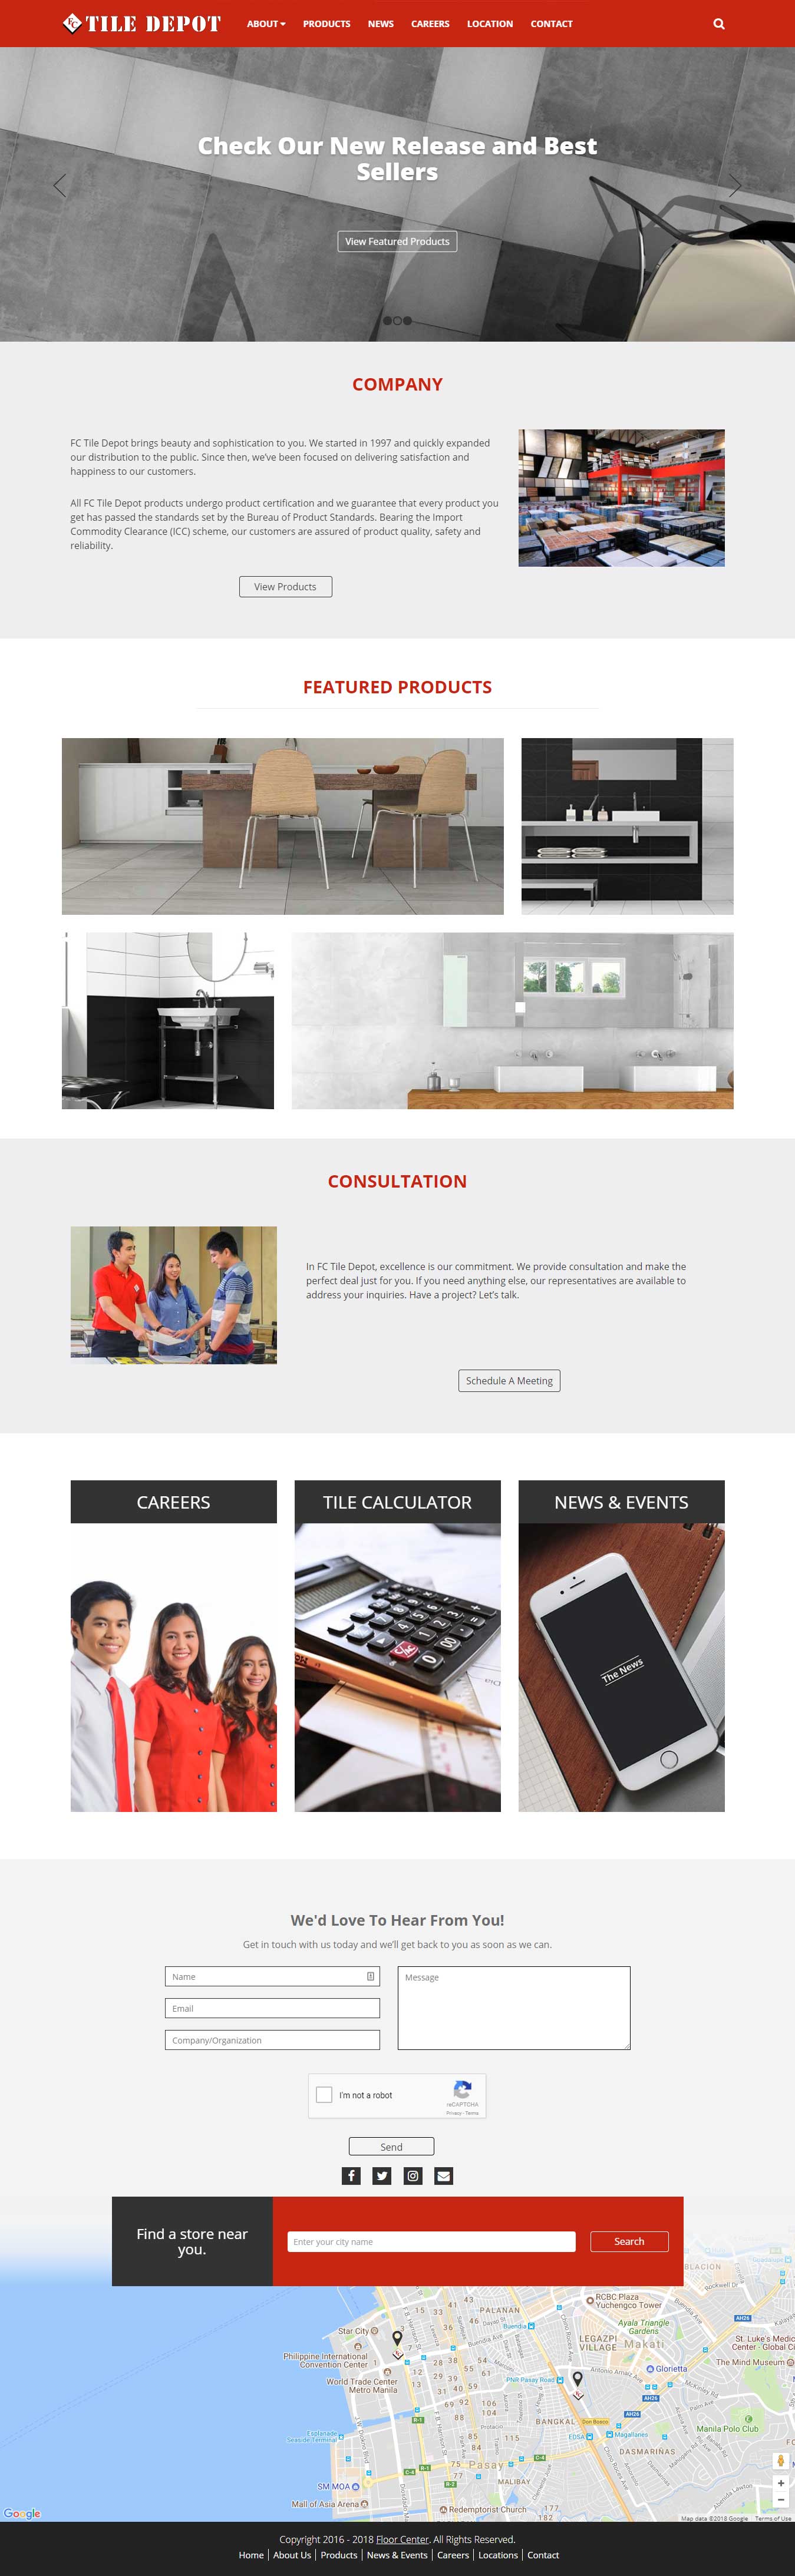 FC TILE DEPOT
ABOUT PRODUCTS NEWS CAREERS LOCATION CONTACT
Check Our New Release and Best
Sellers
View Featured Products
COMPANY
FC Tile Depot brings beauty and sophistication to you. We started in 1997 and quickly expanded
our distribution to the public. Since then, we've been focused on delivering satisfaction and
happiness to our customers.
All FC Tile Depot products undergo product certification and we guarantee that every product you
get has passed the standards set by the Bureau of Product Standards. Bearing the Import
Commodity Clearance (ICC) scheme, our customers are assured of product quality, safety and
reliability.
View Products
FEATURED PRODUCTS
CONSULTATION
In FC Tile Depot, excellence is our commitment. We provide consultation and make the
perfect deal just for you. If you need anything else, our representatives are available to
address your inquiries. Have a project? Let's talk.
Schedule A Meeting
CAREERS
TILE CALCULATOR
NEWS & EVENTS
The News
We'd Love To Hear From You!
Get in touch with us today and we'll get back to you as soon as we can.
Name
Message
Email
Company/Organization
I'm not a robot
reCAPTCHA
Privacy - Terms
Send
Find a store near
you.
Enter your city name
Search
RCBC Plaza
Yuchengco Tower
PALANAN
Buendia
Ayala Triangle
Gardens
LEGAZPI
VILLAGE
Makati
Star City
Philippine International
Convention Center
World Trade Center
Metro Manila
Glorietta
St. Luke's Medic
Center - Global Ci
The Mind Museum
BANGKAL
Don Bosco
Magallanes
EDSA
DASMARINAS
Manila Polo Club
Esplanade
Seaside Terminal
Pasay
MALIBAY
SM MOA
Mall of Asia Arena
Redemptorist Church
Google
Map data ©2018 Google Terms of Use
Copyright 2016 - 2018 Floor Center. All Rights Reserved.
Home | About Us | Products | News & Events | Careers | Locations | Contact